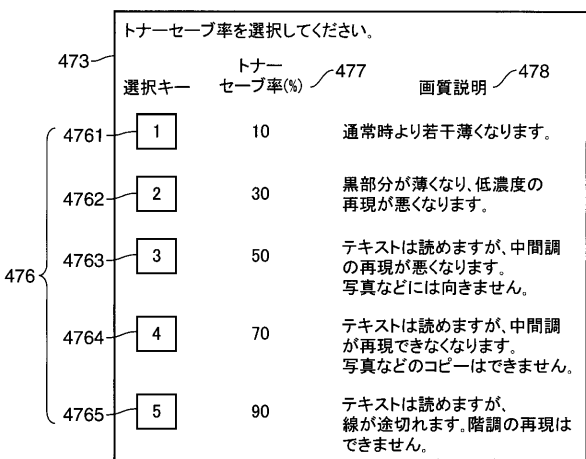 トナーセーブ率を選択してください。
473
選択キー
トナー
セーブ率(%)
477
画質説明
478
476
4761
1
10
通常時より若干薄くなります。
4762
2
30
黒部分が薄くなり、低濃度の
再現が悪くなります。
4763
3
50
テキストは読めますが、中間調
の再現が悪くなります。
写真などには向きません。
4764
4
70
テキストは読めますが、中間調
が再現できなくなります。
写真などのコピーはできません。
4765
5
90
テキストは読めますが、
線が途切れます。階調の再現は
できません。